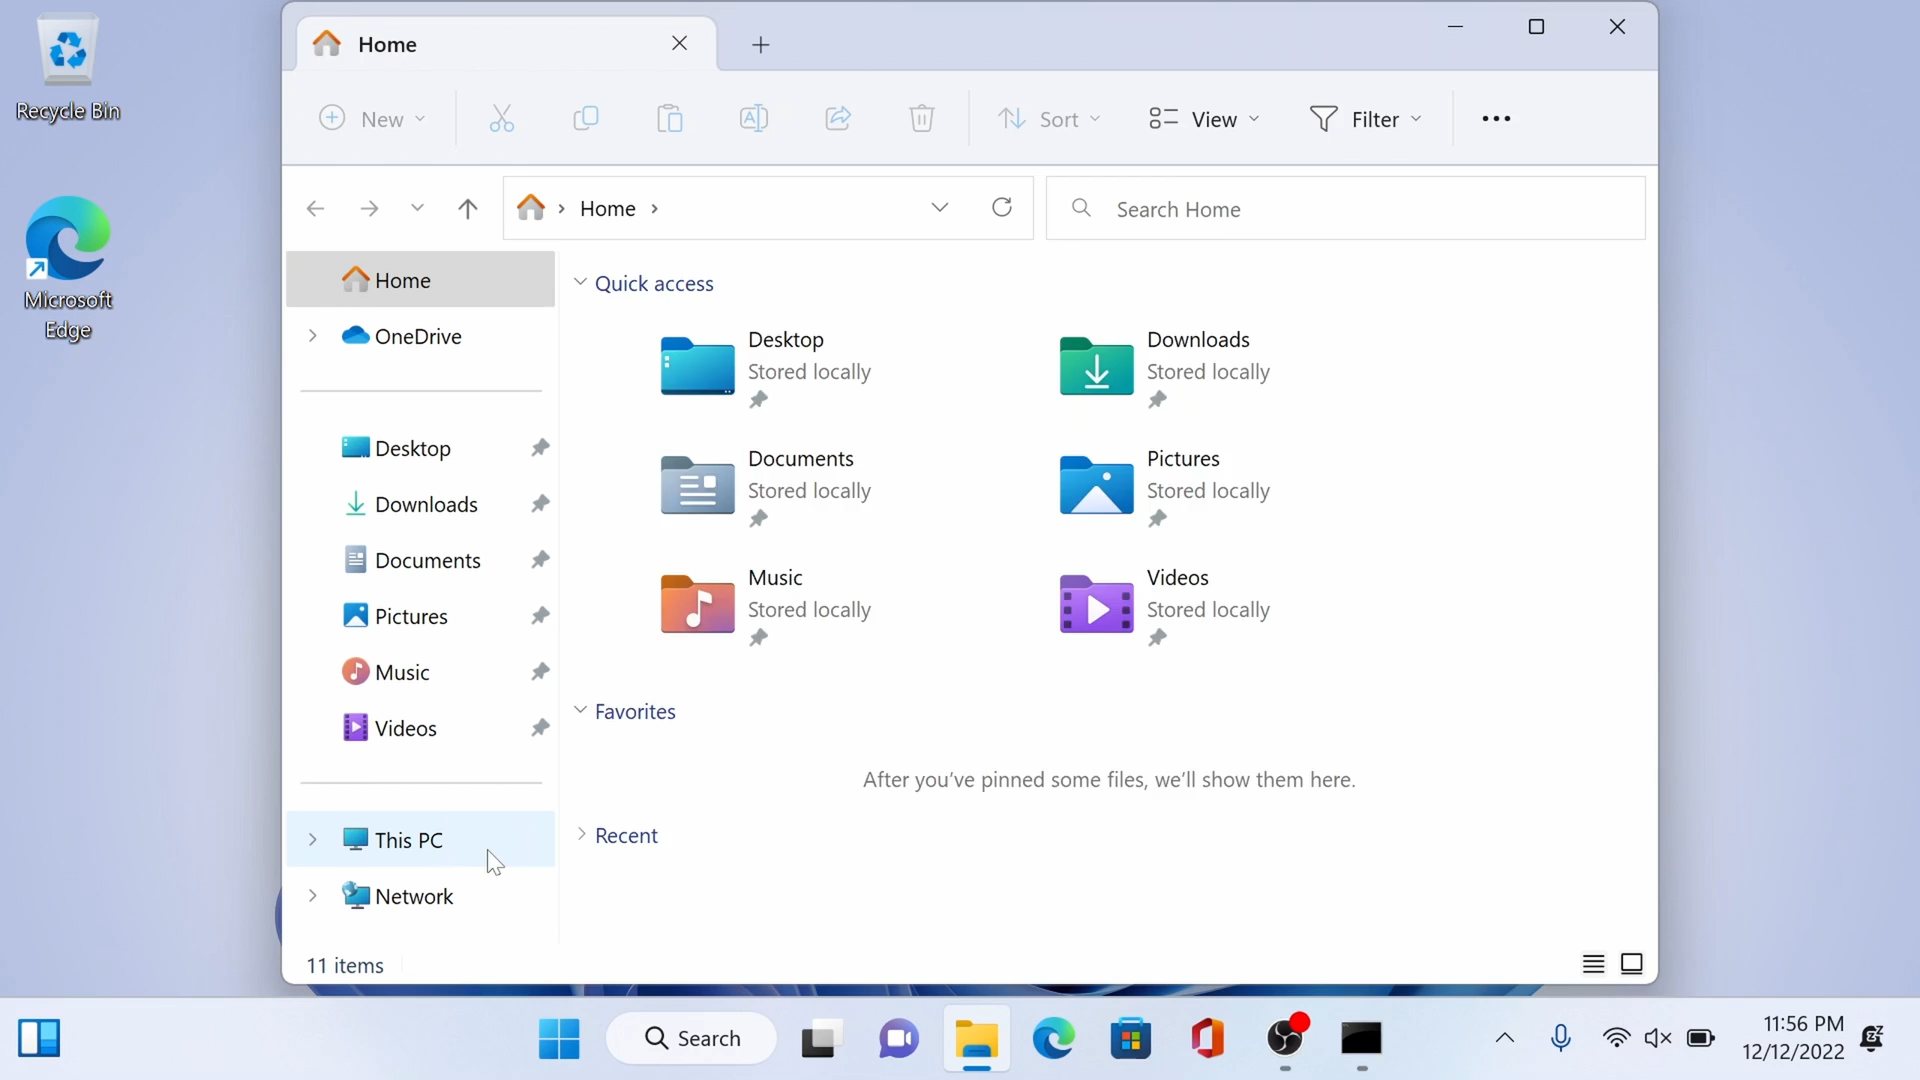 Recycle Bin
Microsoft
Edge
Home
New
Sort
View
Filter
Home
Search Home
Home
OneDrive
Desktop
Downloads
Documents
Pictures
Music
Videos
This PC
Network
Quick access
Desktop
Stored locally
Downloads
Stored locally
Documents
Stored locally
Pictures
Stored locally
Music
Stored locally
Videos
Stored locally
Favorites
After you've pinned some files, we'll show them here.
Recent
11 items
Search
11:56 PM
12/12/2022